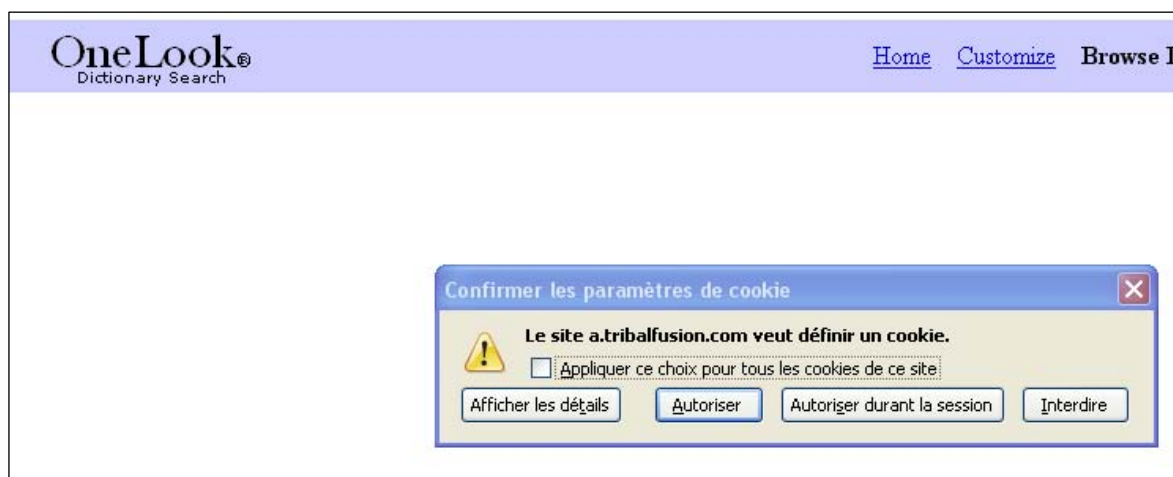 OneLook®
Dictionary Search
Home Customize Browse
Confirmer les paramètres de cookie
Le site a.tribalfusion.com veut définir un cookie.
Appliquer ce choix pour tous les cookies de ce site
Afficher les détails Autoriser Autoriser durant la session Interdire